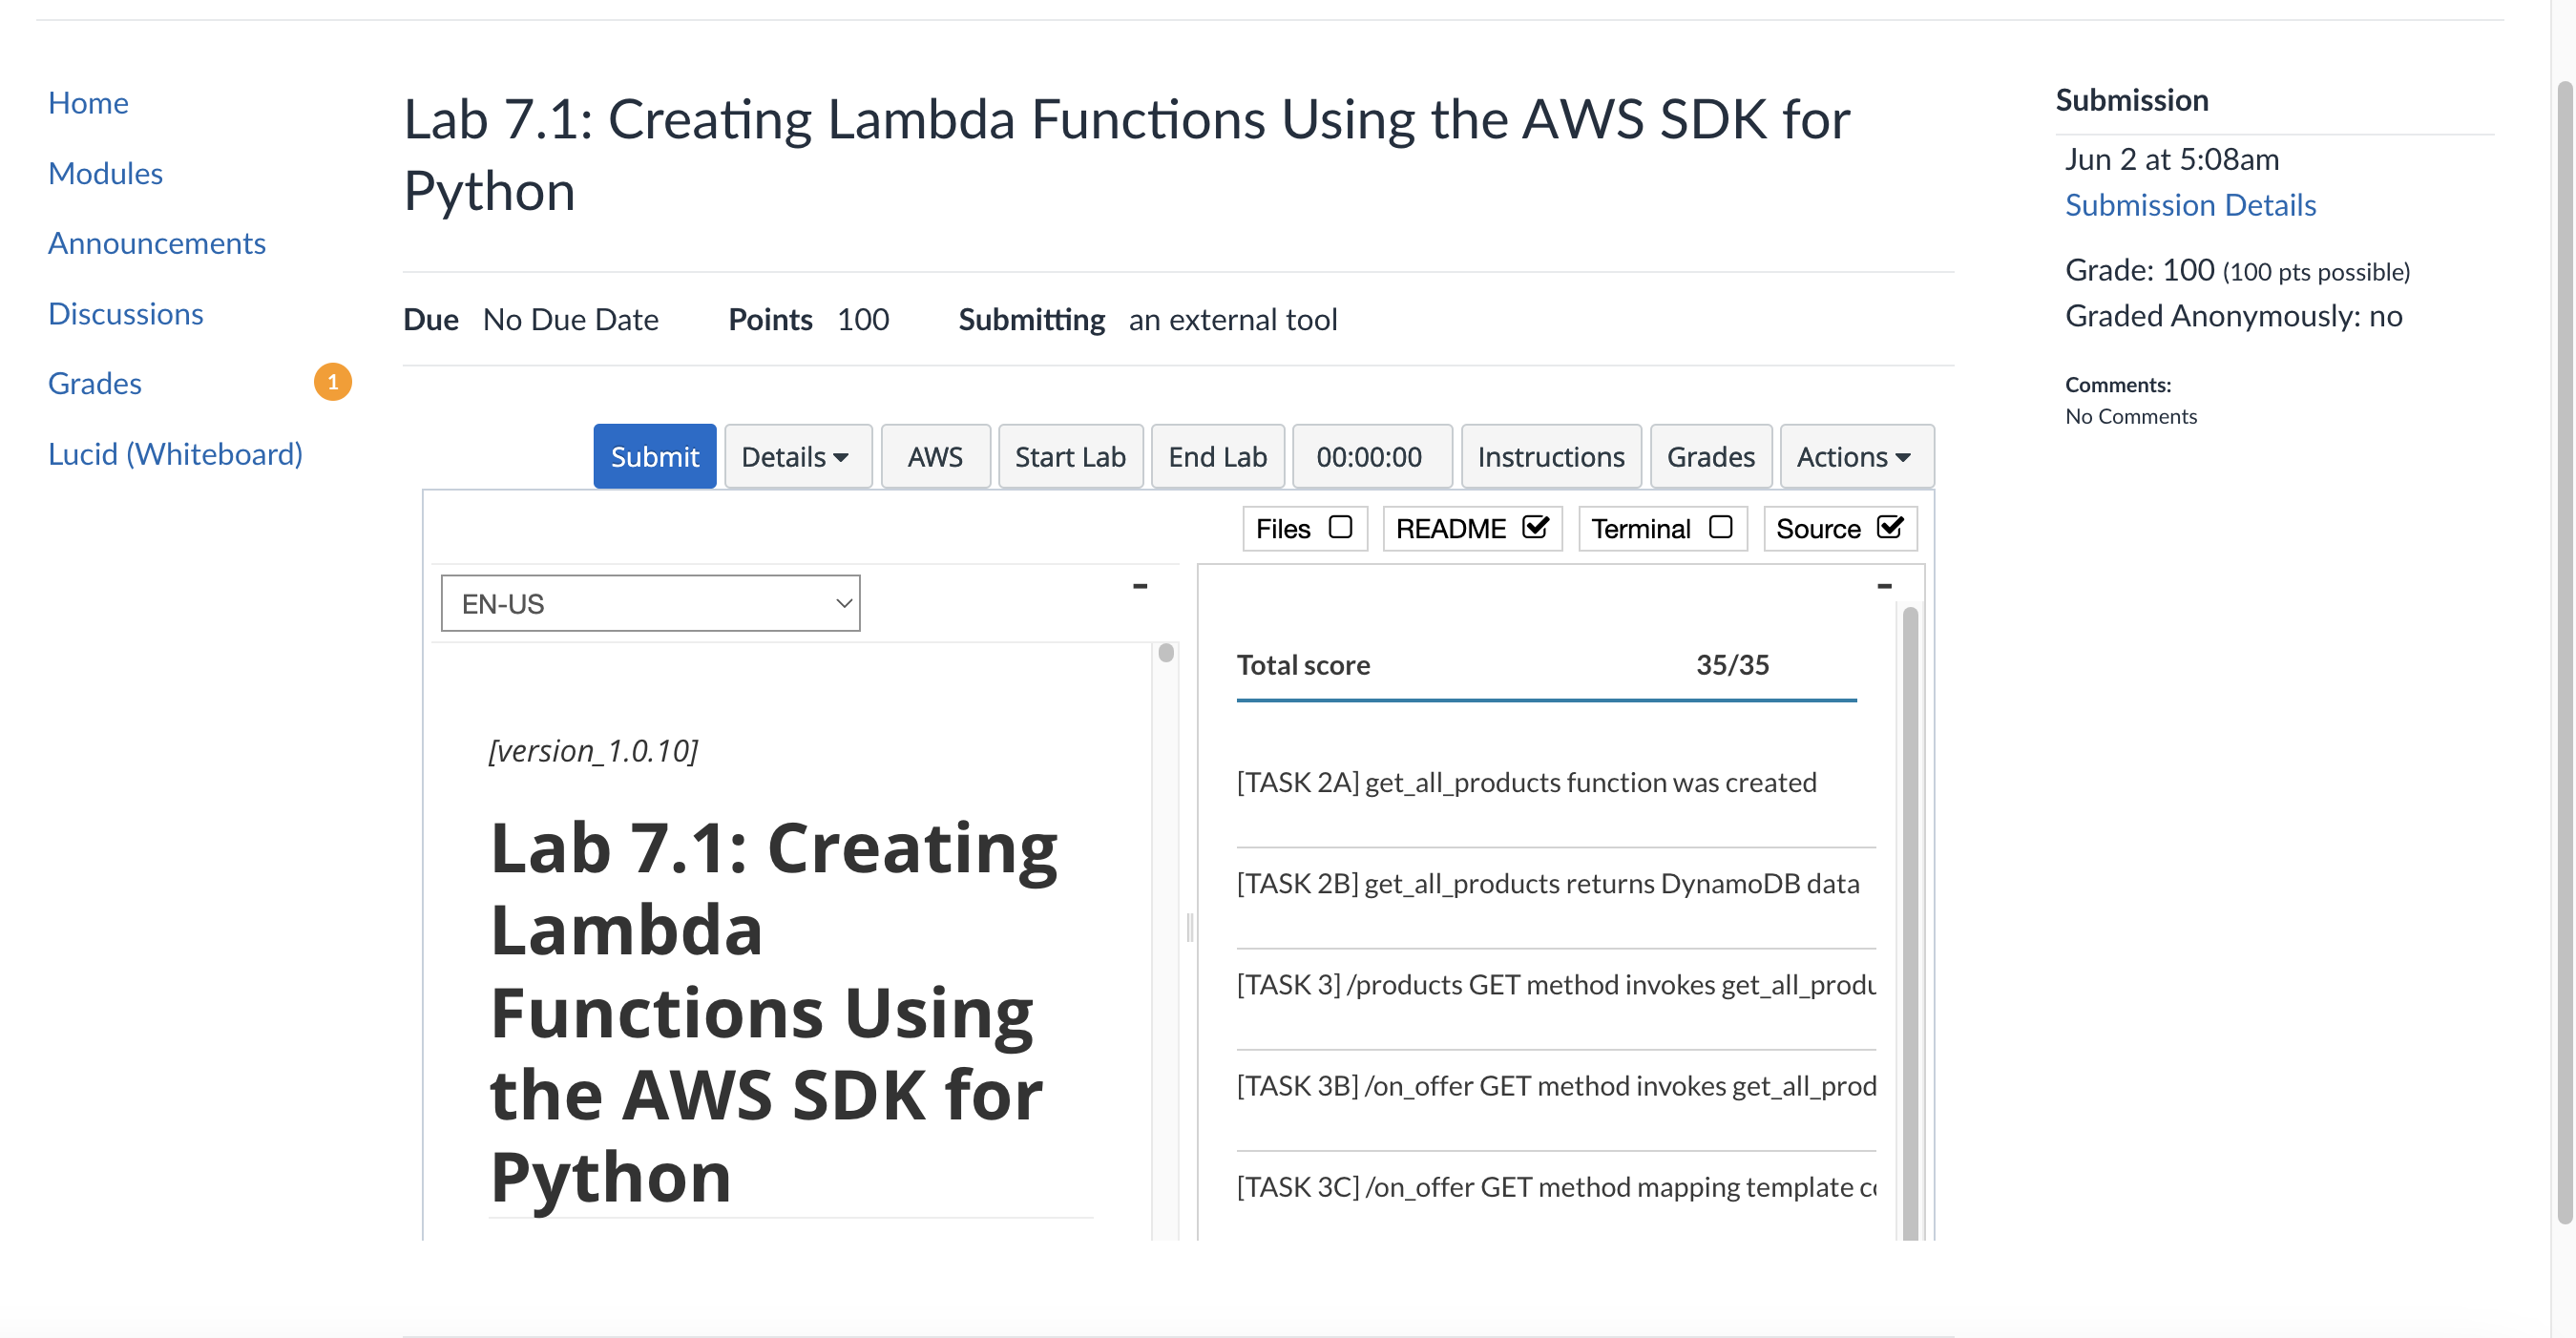 Home
Modules
Announcements
Discussions
Grades
1
Lucid (Whiteboard)
Lab 7.1: Creating Lambda Functions Using the AWS SDK for
Python
Due No Due Date Points 100 Submitting an external tool
Submit Details AWS Start Lab End Lab 00:00:00 Instructions Grades Actions
Files README Terminal Source
EN-US
[version_1.0.10]
Lab 7.1: Creating
Lambda
Functions Using
the AWS SDK for
Python
Total score 35/35
[TASK 2A] get_all_products function was created
[TASK 2B] get_all_products returns DynamoDB data
[TASK 3] /products GET method invokes get_all_produ
[TASK 3B] /on_offer GET method invokes get_all_prod
[TASK 3C] /on_offer GET method mapping template
Submission
Jun 2 at 5:08am
Submission Details
Grade: 100 (100 pts possible)
Graded Anonymously: no
Comments:
No Comments